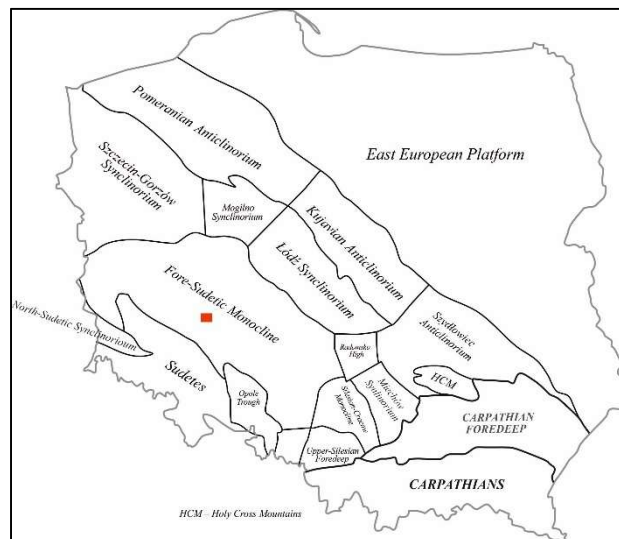 Pomeranian Anticlinorium
East European Platform
Szczecin-Gorzów
Synclinorium
Mogilno
Synclinorium
Kujavian Anticlinorium
Łódź Synclinorium
Fore-Sudetic Monocline
North-Sudetic Synclinorioum
Sudetes
Radomsko
High
Szydłowiec
Anticlinorium
HCM
Miechów
Synlinorium
Silesian-Cracow
Monocline
Opole
Trough
CARPATHIAN
FOREDEEP
Upper-Silesian
Foredeep
CARPATHIANS
HCM – Holy Cross Mountains